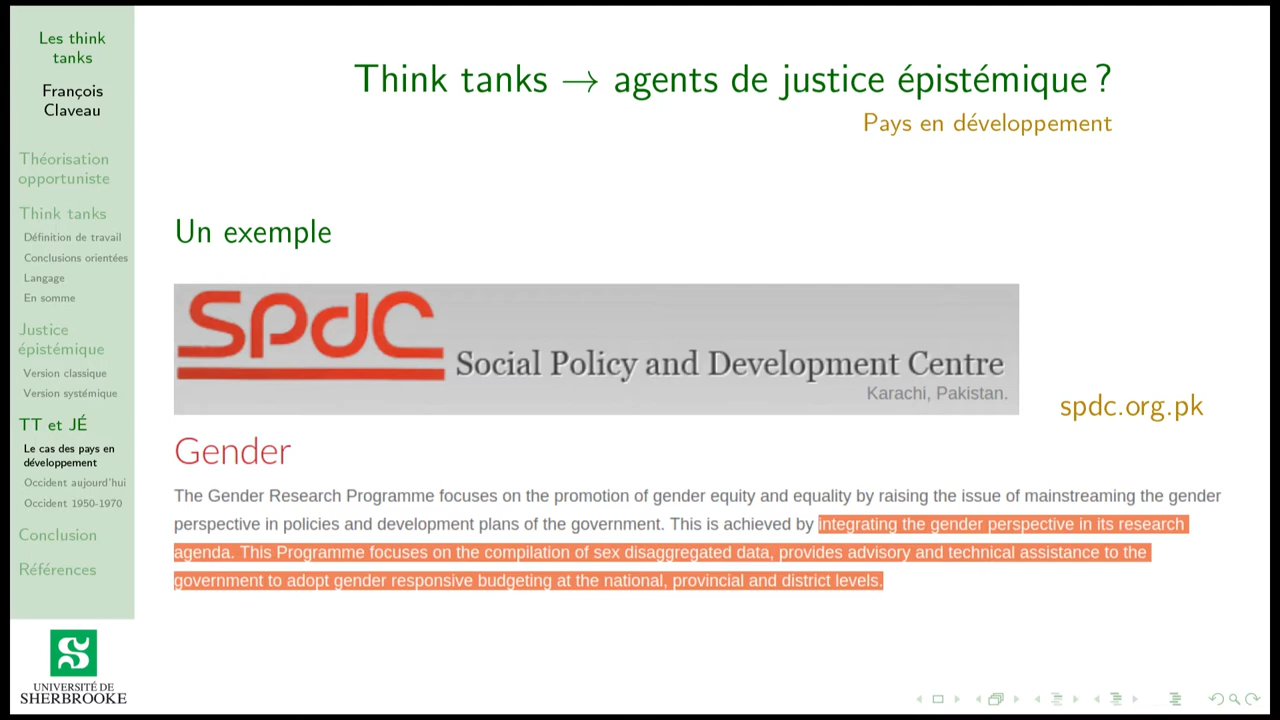 Les think
tanks
François
Claveau
Théorisation
opportuniste
Think tanks
Définition de travail
Conclusions orientées
Langage
En somme
Justice
épistémique
Version classique
Version systémique
TT et JÉ
Le cas des pays en
développement
Occident aujourd'hui
Occident 1950-1970
Conclusion
Références
UNIVERSITÉ DE
SHERBROOKE
Think tanks → agents de justice épistémique ?
Pays en développement
Un exemple
SPDC
Social Policy and Development Centre
Karachi, Pakistan.
spdc.org.pk
Gender
The Gender Research Programme focuses on the promotion of gender equity and equality by raising the issue of mainstreaming the gender
perspective in policies and development plans of the government. This is achieved by integrating the gender perspective in its research
agenda. This Programme focuses on the compilation of sex disaggregated data, provides advisory and technical assistance to the
government to adopt gender responsive budgeting at the national, provincial and district levels.